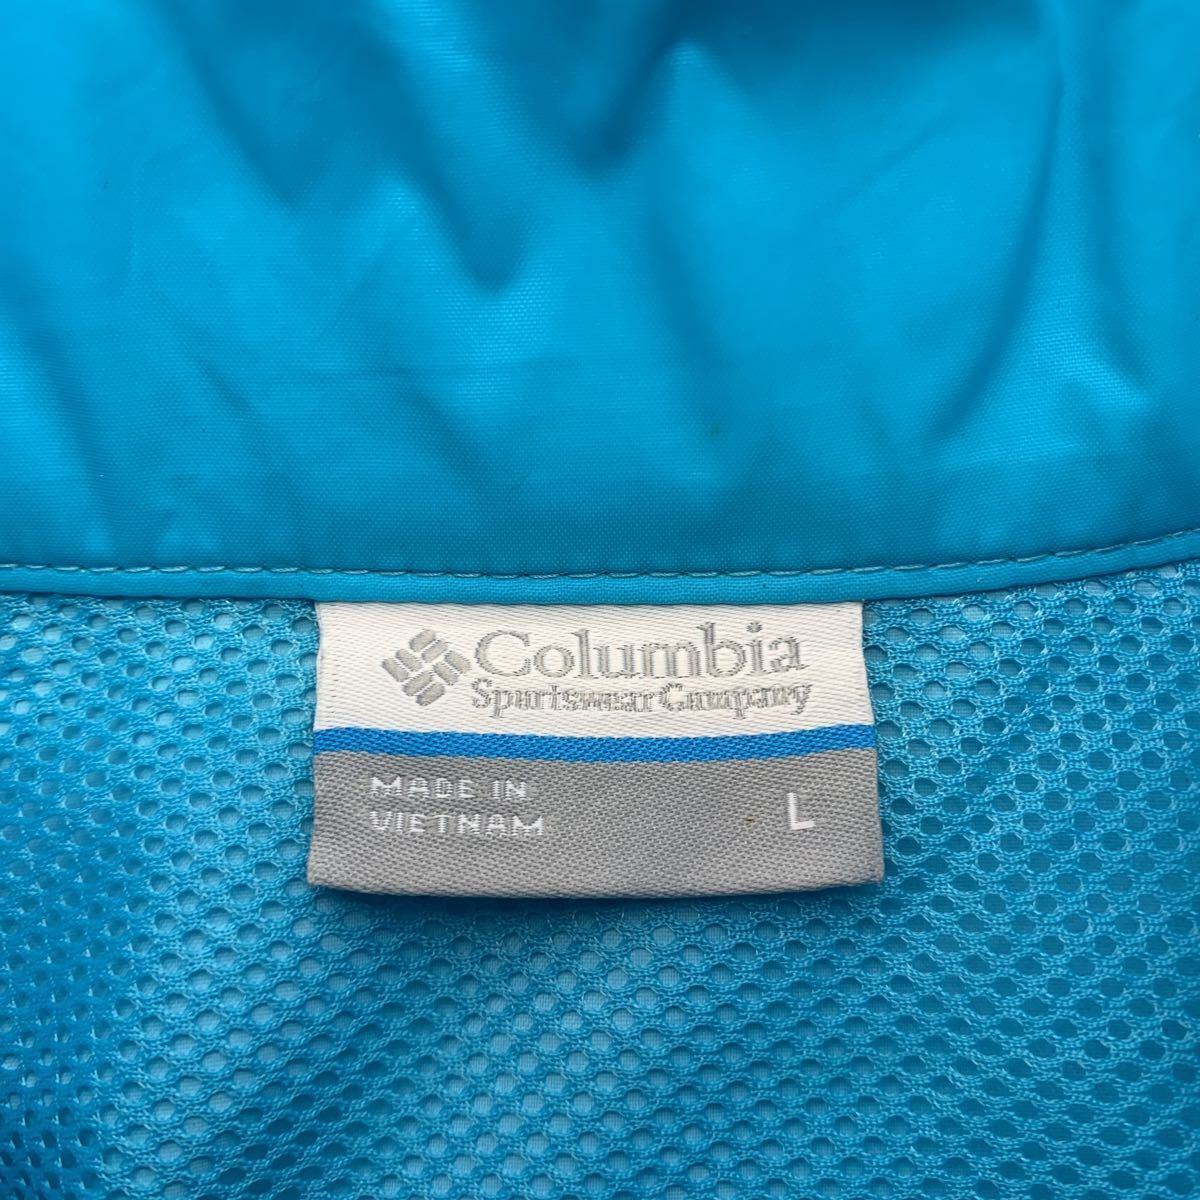 Columbia
Sportswear Company
MADE IN
VIETNAM
L